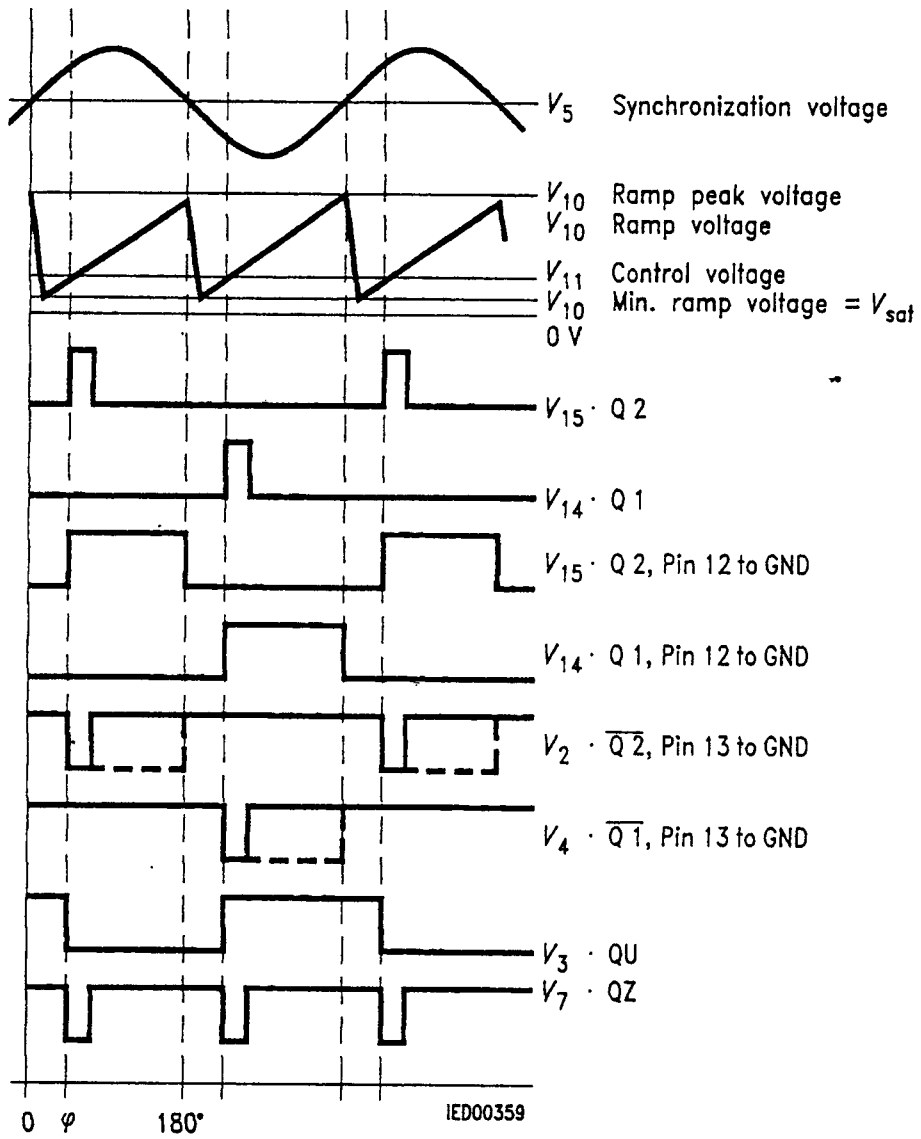 V5 Synchronization voltage
V10 Ramp peak voltage
V10 Ramp voltage
V11 Control voltage
V10 Min. ramp voltage = Vsat
0 V
V15 · Q 2
V14 · Q 1
V15 · Q 2, Pin 12 to GND
V14 · Q 1, Pin 12 to GND
V2 · Q̅ ̅2̅, Pin 13 to GND
V4 · Q̅ ̅1̅, Pin 13 to GND
V3 · QU
V7 · QZ
0 φ 180° IED00359